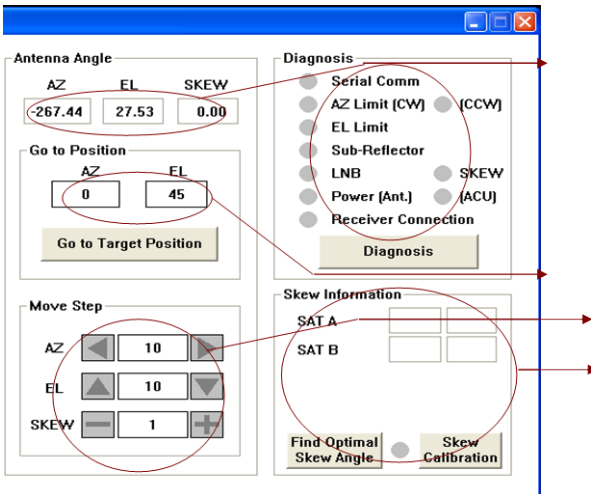 Antenna Angle
AZ EL SKEW
-267.44 27.53 0.00
Go to Position
AZ EL
0 45
Go to Target Position
Move Step
AZ 10
EL 10
SKEW 1
Diagnosis
Serial Comm
AZ Limit (CW) (CCW)
EL Limit
Sub-Reflector
LNB SKEW
Power (Ant.) (ACU)
Receiver Connection
Diagnosis
Skew Information
SAT A
SAT B
Find Optimal
Skew Angle
Skew
Calibration